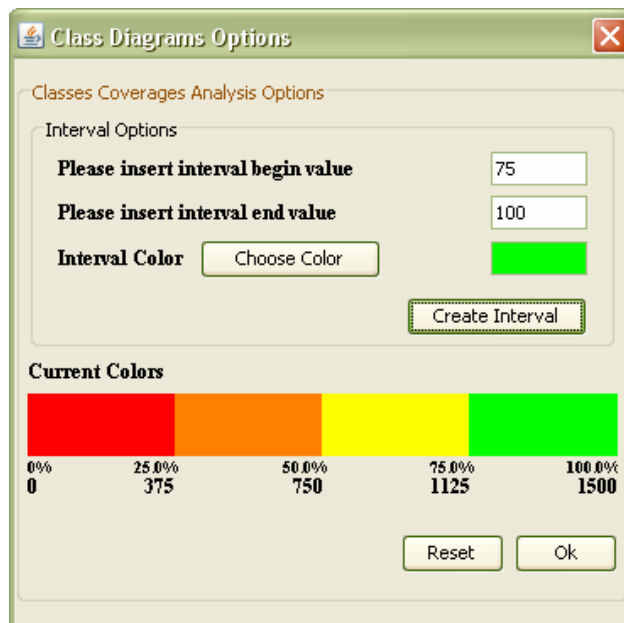 Class Diagrams Options
Classes Coverages Analysis Options
Interval Options
Please insert interval begin value 75
Please insert interval end value 100
Interval Color Choose Color
Create Interval
Current Colors
0% 25.0% 50.0% 75.0% 100.0%
0 375 750 1125 1500
Reset Ok